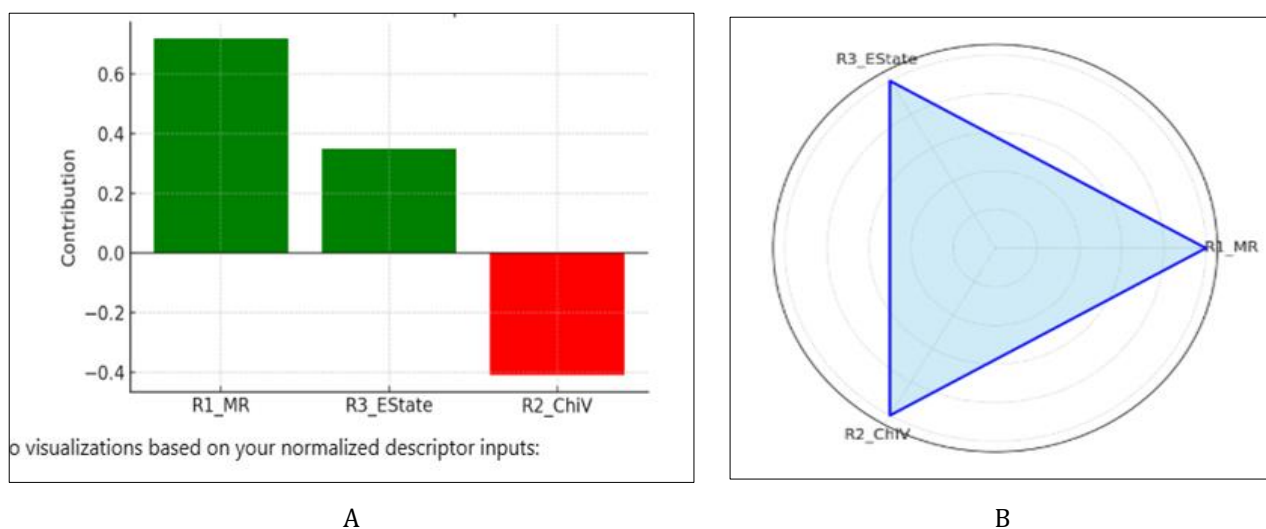 0.6
0.4
0.2
0.0
−0.2
−0.4
Contribution
R1_MR
R3_EState
R2_ChiV
o visualizations based on your normalized descriptor inputs:
R3_EState
R1_MR
R2_ChiV
A
B